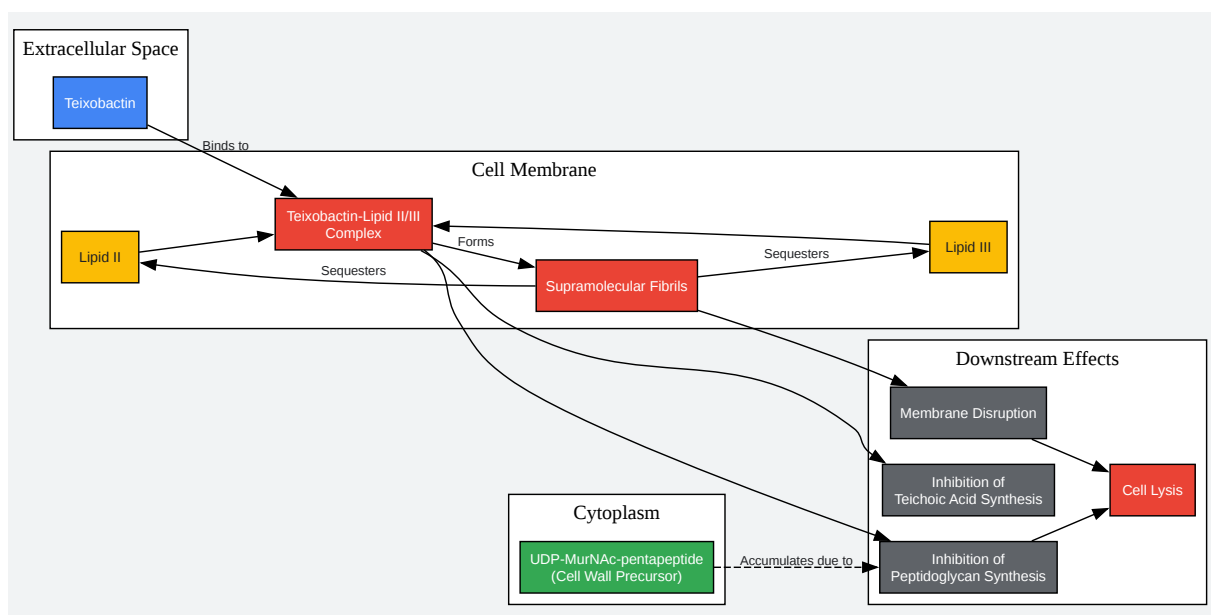 Extracellular Space
Teixobactin
Binds to
Cell Membrane
Teixobactin-Lipid II/III
Complex
Lipid II
Forms
Lipid III
Sequesters
Sequesters
Supramolecular Fibrils
Downstream Effects
Membrane Disruption
Inhibition of
Teichoic Acid Synthesis
Cell Lysis
Cytoplasm
UDP-MurNAc-pentapeptide
(Cell Wall Precursor)
Accumulates due to
Inhibition of
Peptidoglycan Synthesis